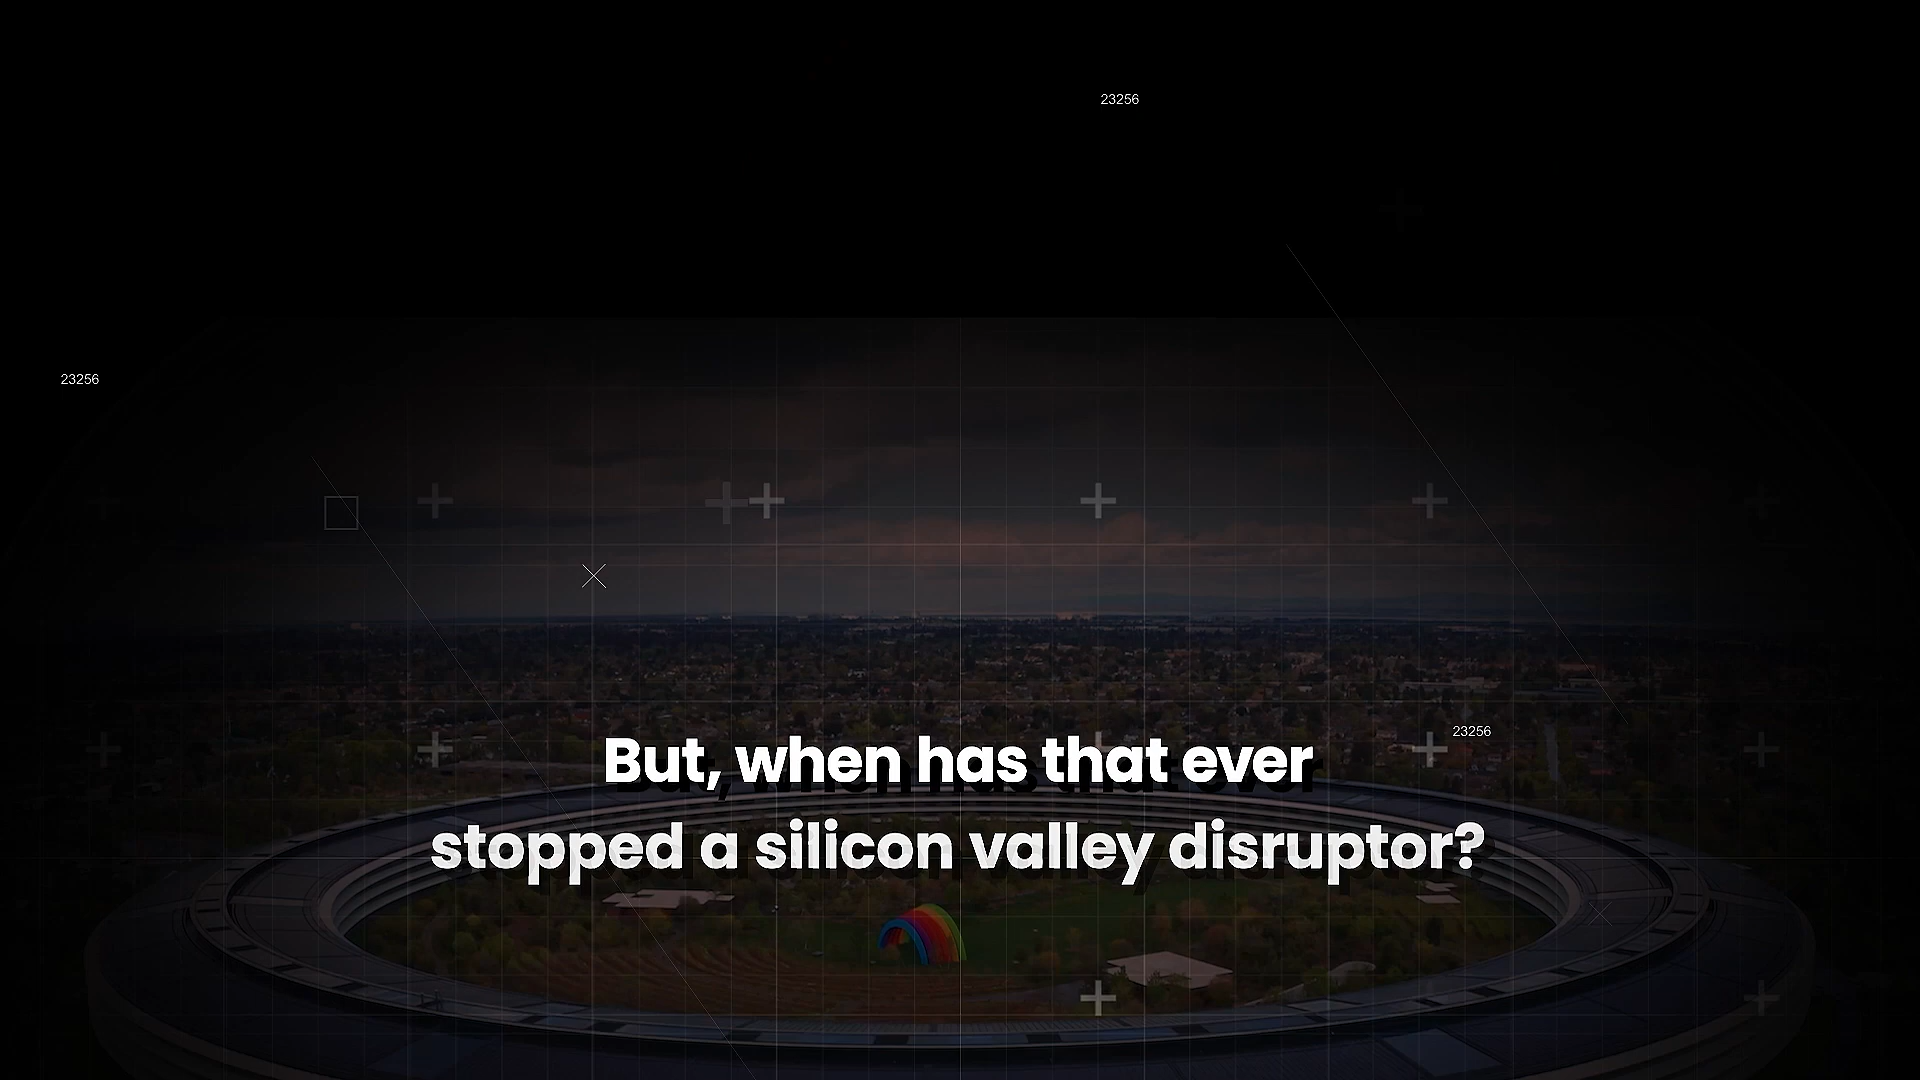 23256
23256
23256
But, when has that ever
stopped a silicon valley disruptor?